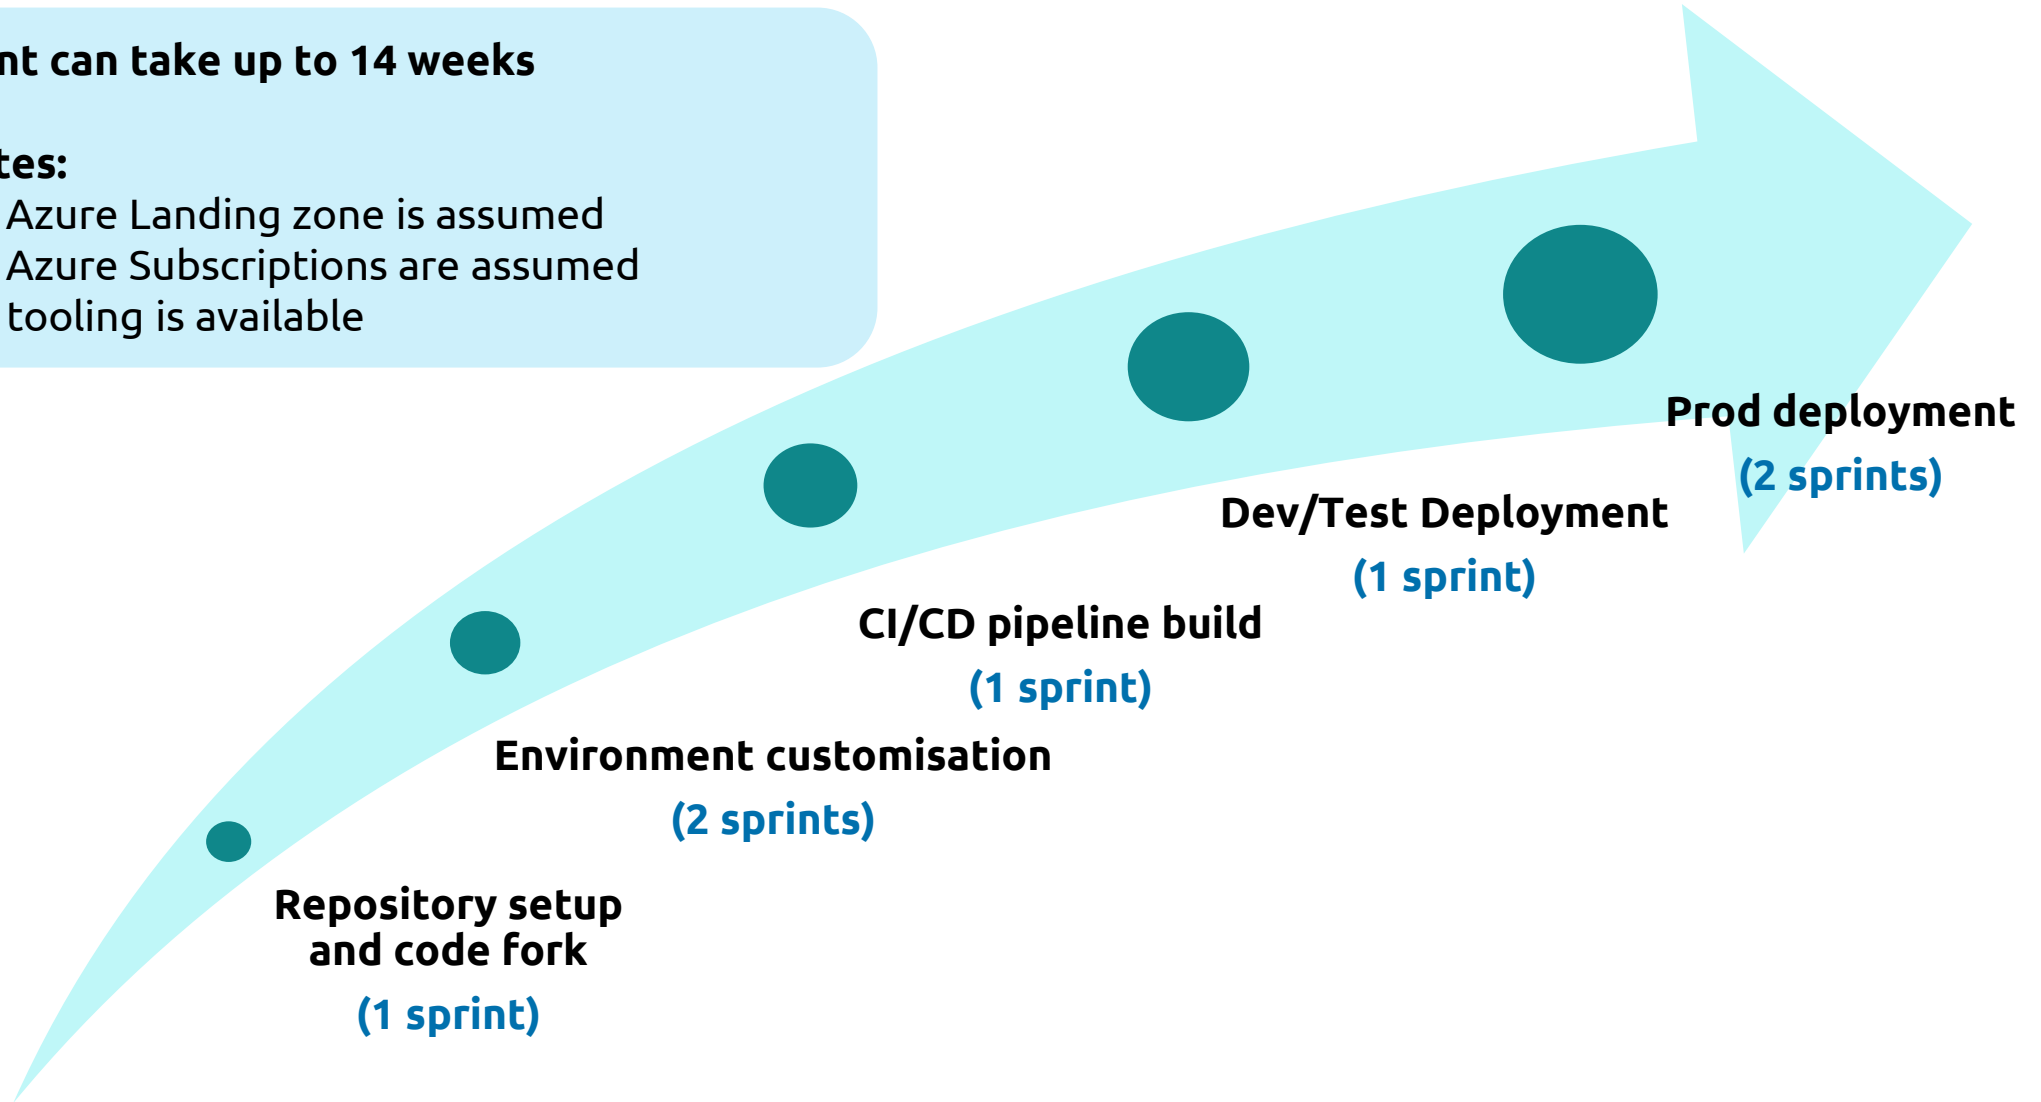 can take up to 14 weeks
Azure Landing zone is assumed
Azure Subscriptions are assumed
tooling is available
Prod deployment
(2 sprints)
Dev/Test Deployment
(1 sprint)
CI/CD pipeline build
(1 sprint)
Environment customisation
(2 sprints)
Repository setup
and code fork
(1 sprint)